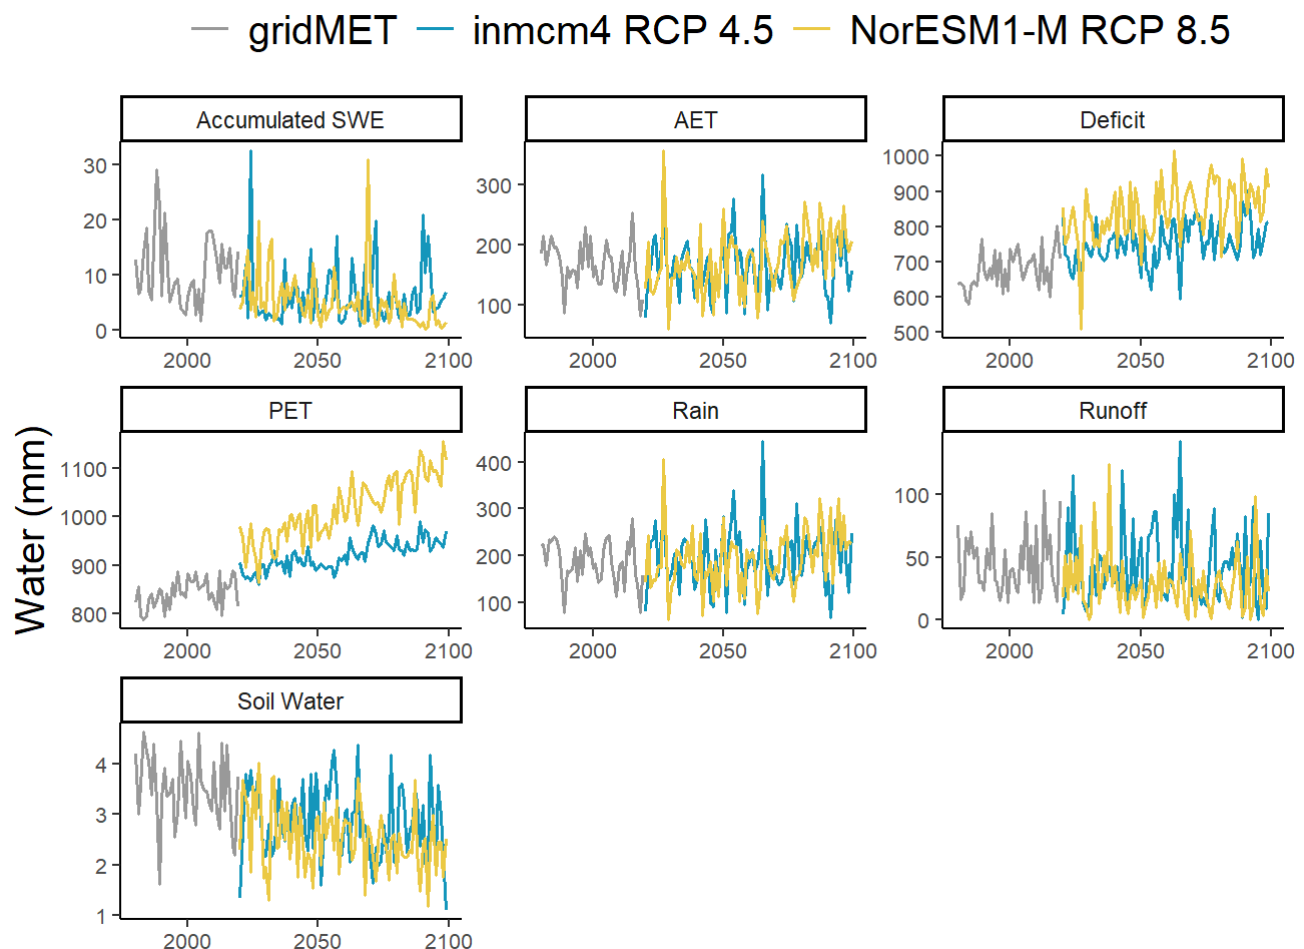 gridMET inmcm4 RCP 4.5 NorESM1-M RCP 8.5
Accumulated SWE
30
20
10
0
2000 2050 2100
AET
300
200
100
2000 2050 2100
Deficit
1000
900
800
700
600
500
2000 2050 2100
Water (mm)
PET
1100
1000
900
800
2000 2050 2100
Rain
400
300
200
100
2000 2050 2100
Runoff
100
50
0
2000 2050 2100
Soil Water
4
3
2
1
2000 2050 2100